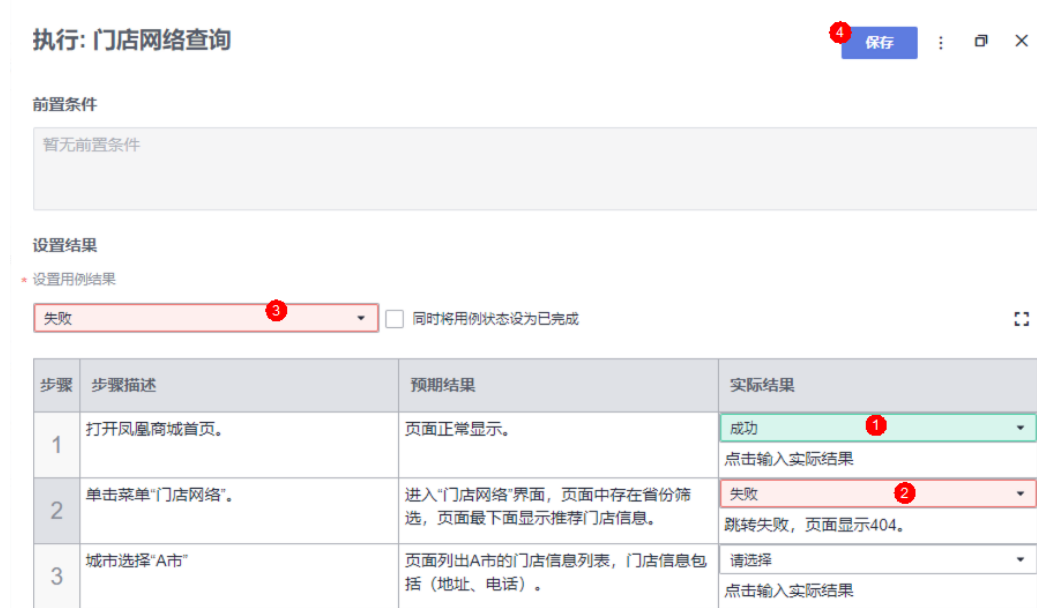 执行: 门店网络查询
4
保存
前置条件
暂无前置条件
设置结果
* 设置用例结果
失败
3
同时将用例状态设为已完成
步骤 步骤描述 预期结果 实际结果
1 打开凤凰商城首页。 页面正常显示。 成功 1
点击输入实际结果
2 单击菜单“门店网络”。 进入“门店网络”界面，页面中存在省份筛 失败 2
选，页面最下面显示推荐门店信息。 跳转失败，页面显示404。
3 城市选择“A市” 页面列出A市的门店信息列表，门店信息包 请选择
括（地址、电话）。 点击输入实际结果